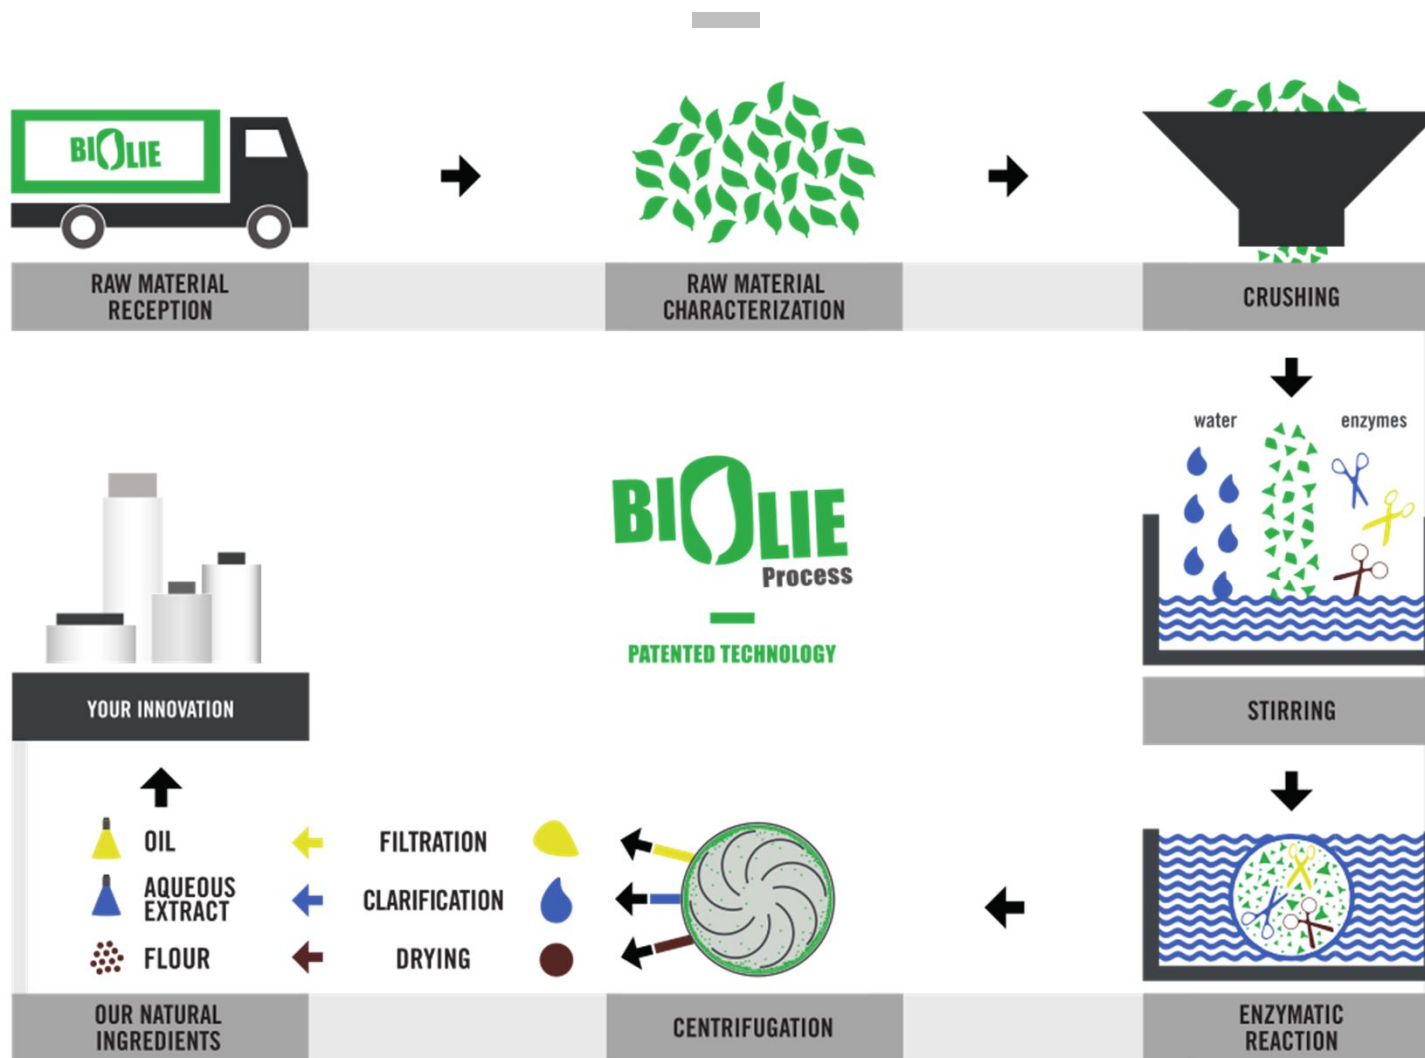 BIOLIE
RAW MATERIAL
RECEPTION
RAW MATERIAL
CHARACTERIZATION
CRUSHING
water
enzymes
BIOLIE
Process
PATENTED TECHNOLOGY
YOUR INNOVATION
STIRRING
OIL
FILTRATION
AQUEOUS
EXTRACT
CLARIFICATION
FLOUR
DRYING
OUR NATURAL
INGREDIENTS
CENTRIFUGATION
ENZYMATIC
REACTION